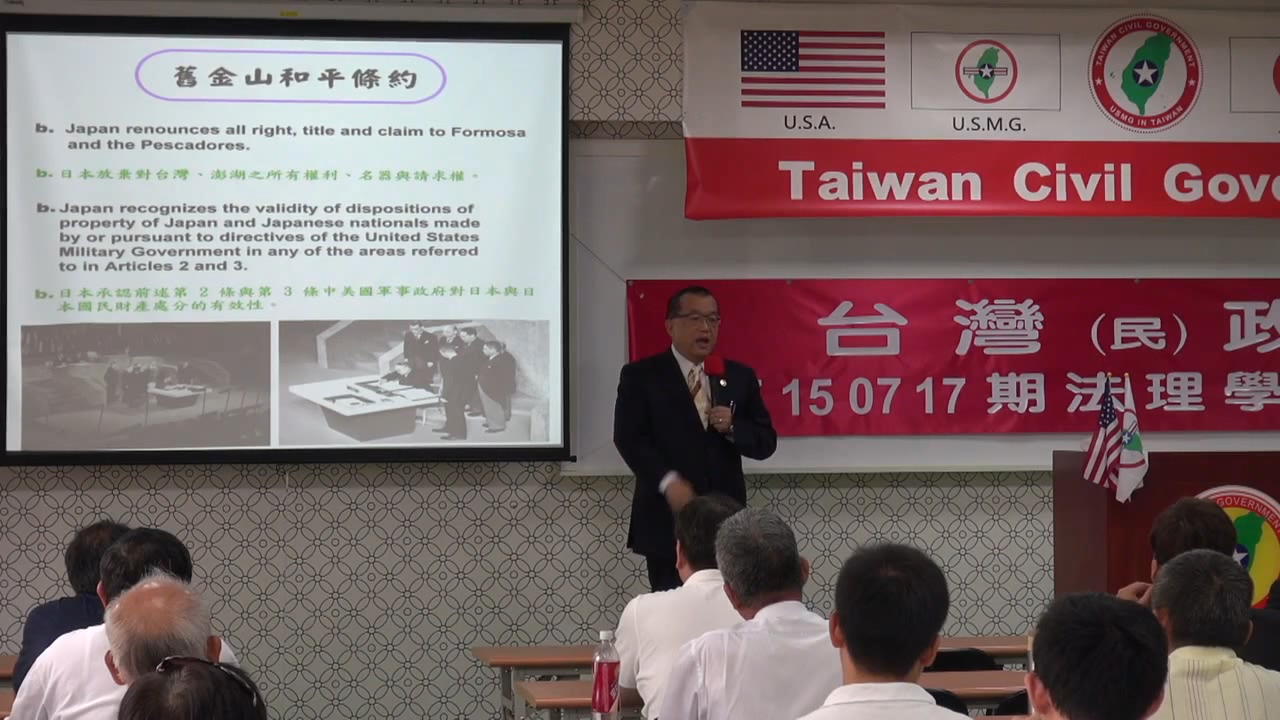 舊金山和平條約
b. Japan renounces all right, title and claim to Formosa
and the Pescadores.
b. 日本放棄對台灣、澎湖之所有權利、名器與請求權。
b. Japan recognizes the validity of dispositions of
property of Japan and Japanese nationals made
by or pursuant to directives of the United States
Military Government in any of the areas referred
to in Articles 2 and 3.
b. 日本承認前述第 2 條與第 3 條中美國軍事政府對日本與日
本國民財產處分的有效性。
U.S.A.
U.S.M.G.
TAIWAN CIVIL GOVERNMENT
USMG IN TAIWAN
Taiwan Civil Gove
台灣(民)政
15 07 17 期法理學
GOVERNMENT